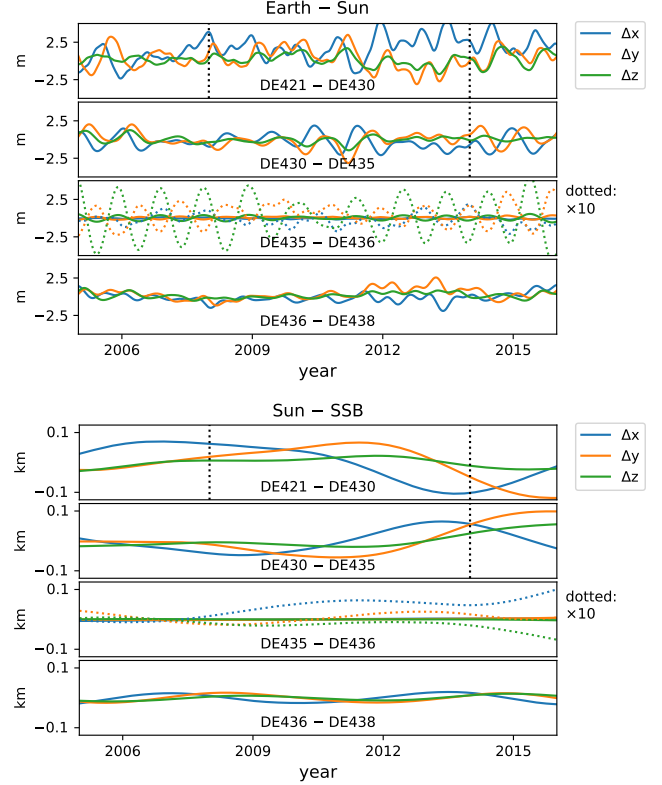 Earth − Sun
2.5
−2.5
m
DE421 − DE430
Δx
Δy
Δz
2.5
−2.5
m
DE430 − DE435
2.5
−2.5
m
DE435 − DE436
dotted:
×10
2.5
−2.5
m
DE436 − DE438
2006 2009 2012 2015
year
Sun − SSB
0.1
−0.1
km
DE421 − DE430
Δx
Δy
Δz
0.1
−0.1
km
DE430 − DE435
0.1
−0.1
km
DE435 − DE436
dotted:
×10
0.1
−0.1
km
DE436 − DE438
2006 2009 2012 2015
year